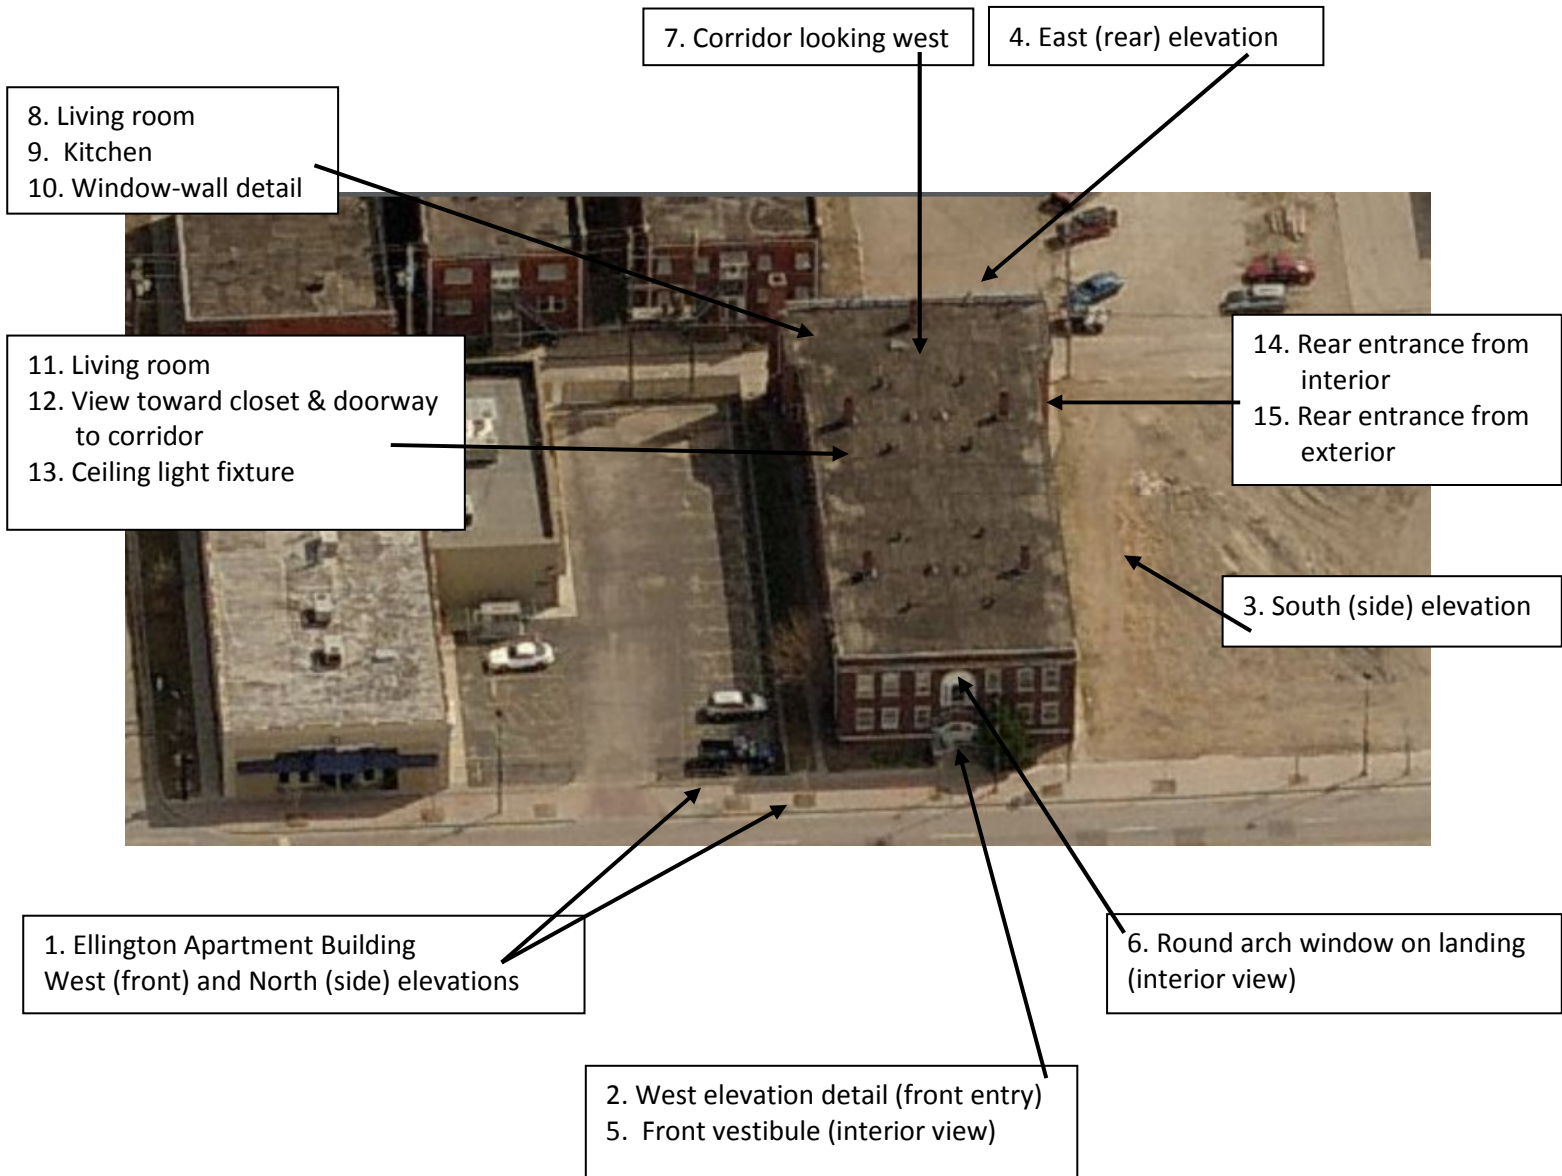 7. Corridor looking west
4. East (rear) elevation
8. Living room
9. Kitchen
10. Window-wall detail
11. Living room
12. View toward closet & doorway
to corridor
13. Ceiling light fixture
14. Rear entrance from
interior
15. Rear entrance from
exterior
3. South (side) elevation
1. Ellington Apartment Building
West (front) and North (side) elevations
6. Round arch window on landing
(interior view)
2. West elevation detail (front entry)
5. Front vestibule (interior view)